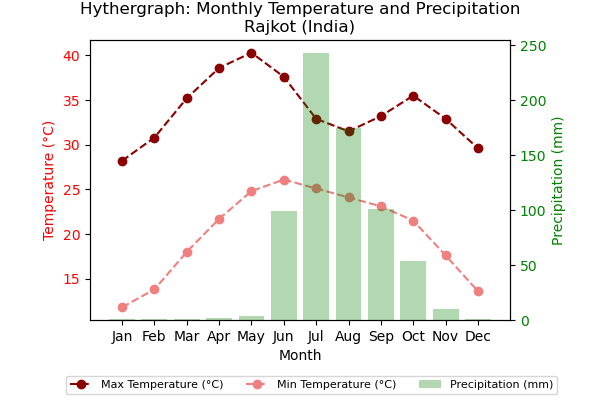 Hythergraph: Monthly Temperature and Precipitation
Rajkot (India)
40
35
30
25
20
15
Temperature (°C)
250
200
150
100
50
0
Precipitation (mm)
Jan Feb Mar Apr May Jun Jul Aug Sep Oct Nov Dec
Month
Max Temperature (°C) Min Temperature (°C) Precipitation (mm)